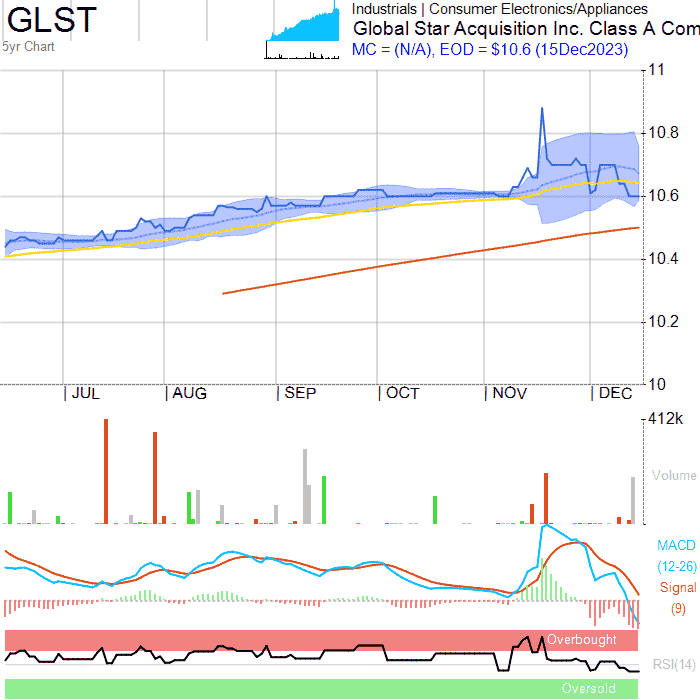 GLST
5yr Chart
Industrials | Consumer Electronics/Appliances
Global Star Acquisition Inc. Class A Com
MC = (N/A), EOD = $10.6 (15Dec2023)
11
10.8
10.6
10.4
10.2
10
JUL AUG SEP OCT NOV DEC
412k
Volume
MACD
(12-26)
Signal
(9)
Overbought
RSI(14)
Oversold